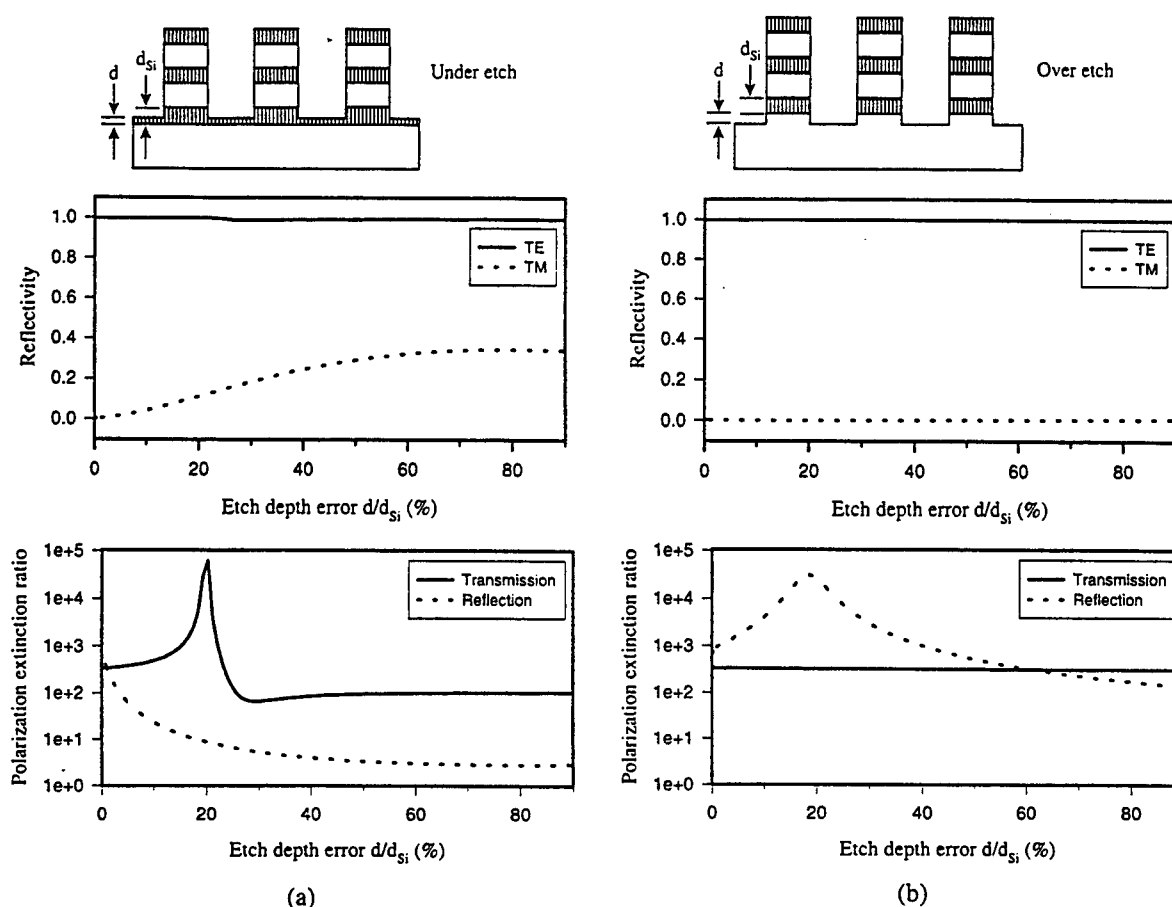 d
d_Si
Under etch
d
d_Si
Over etch
1.0
0.8
0.6
0.4
0.2
0.0
Reflectivity
TE
TM
0 20 40 60 80
Etch depth error d/d_Si (%)
1.0
0.8
0.6
0.4
0.2
0.0
Reflectivity
TE
TM
0 20 40 60 80
Etch depth error d/d_Si (%)
1e+5
1e+4
1e+3
1e+2
1e+1
1e+0
Polarization extinction ratio
Transmission
Reflection
0 20 40 60 80
Etch depth error d/d_Si (%)
(a)
1e+5
1e+4
1e+3
1e+2
1e+1
1e+0
Polarization extinction ratio
Transmission
Reflection
0 20 40 60 80
Etch depth error d/d_Si (%)
(b)